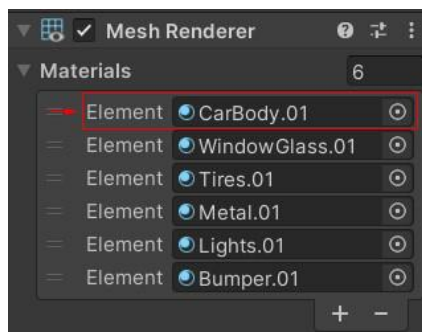 Mesh Renderer
Materials 6
Element CarBody.01
Element WindowGlass.01
Element Tires.01
Element Metal.01
Element Lights.01
Element Bumper.01